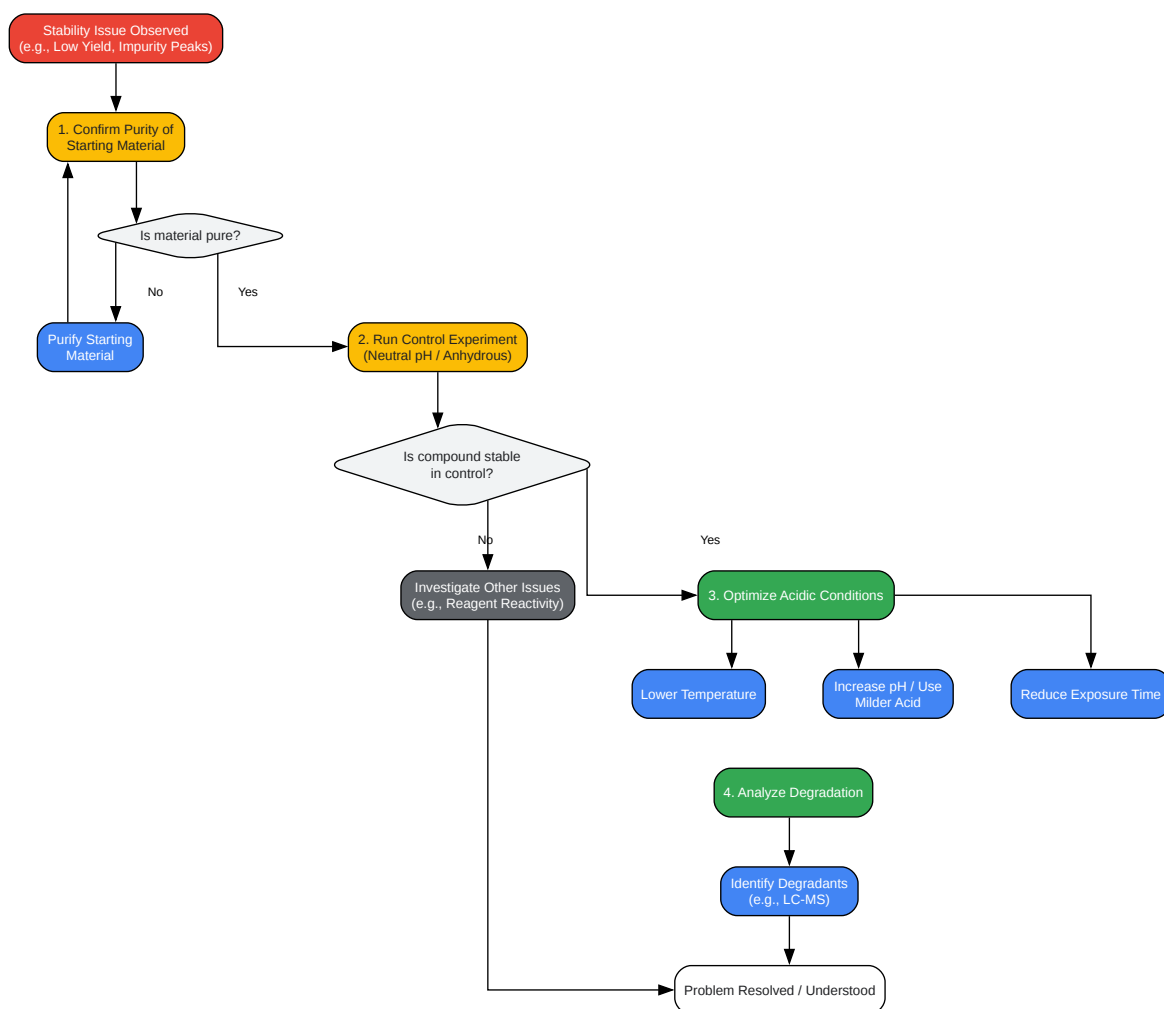 Stability Issue Observed
(e.g., Low Yield, Impurity Peaks)
1. Confirm Purity of
Starting Material
Is material pure?
No
Yes
Purify Starting
Material
2. Run Control Experiment
(Neutral pH / Anhydrous)
Is compound stable
in control?
No
Yes
Investigate Other Issues
(e.g., Reagent Reactivity)
3. Optimize Acidic Conditions
Lower Temperature
Increase pH / Use
Milder Acid
Reduce Exposure Time
4. Analyze Degradation
Identify Degradants
(e.g., LC-MS)
Problem Resolved / Understood